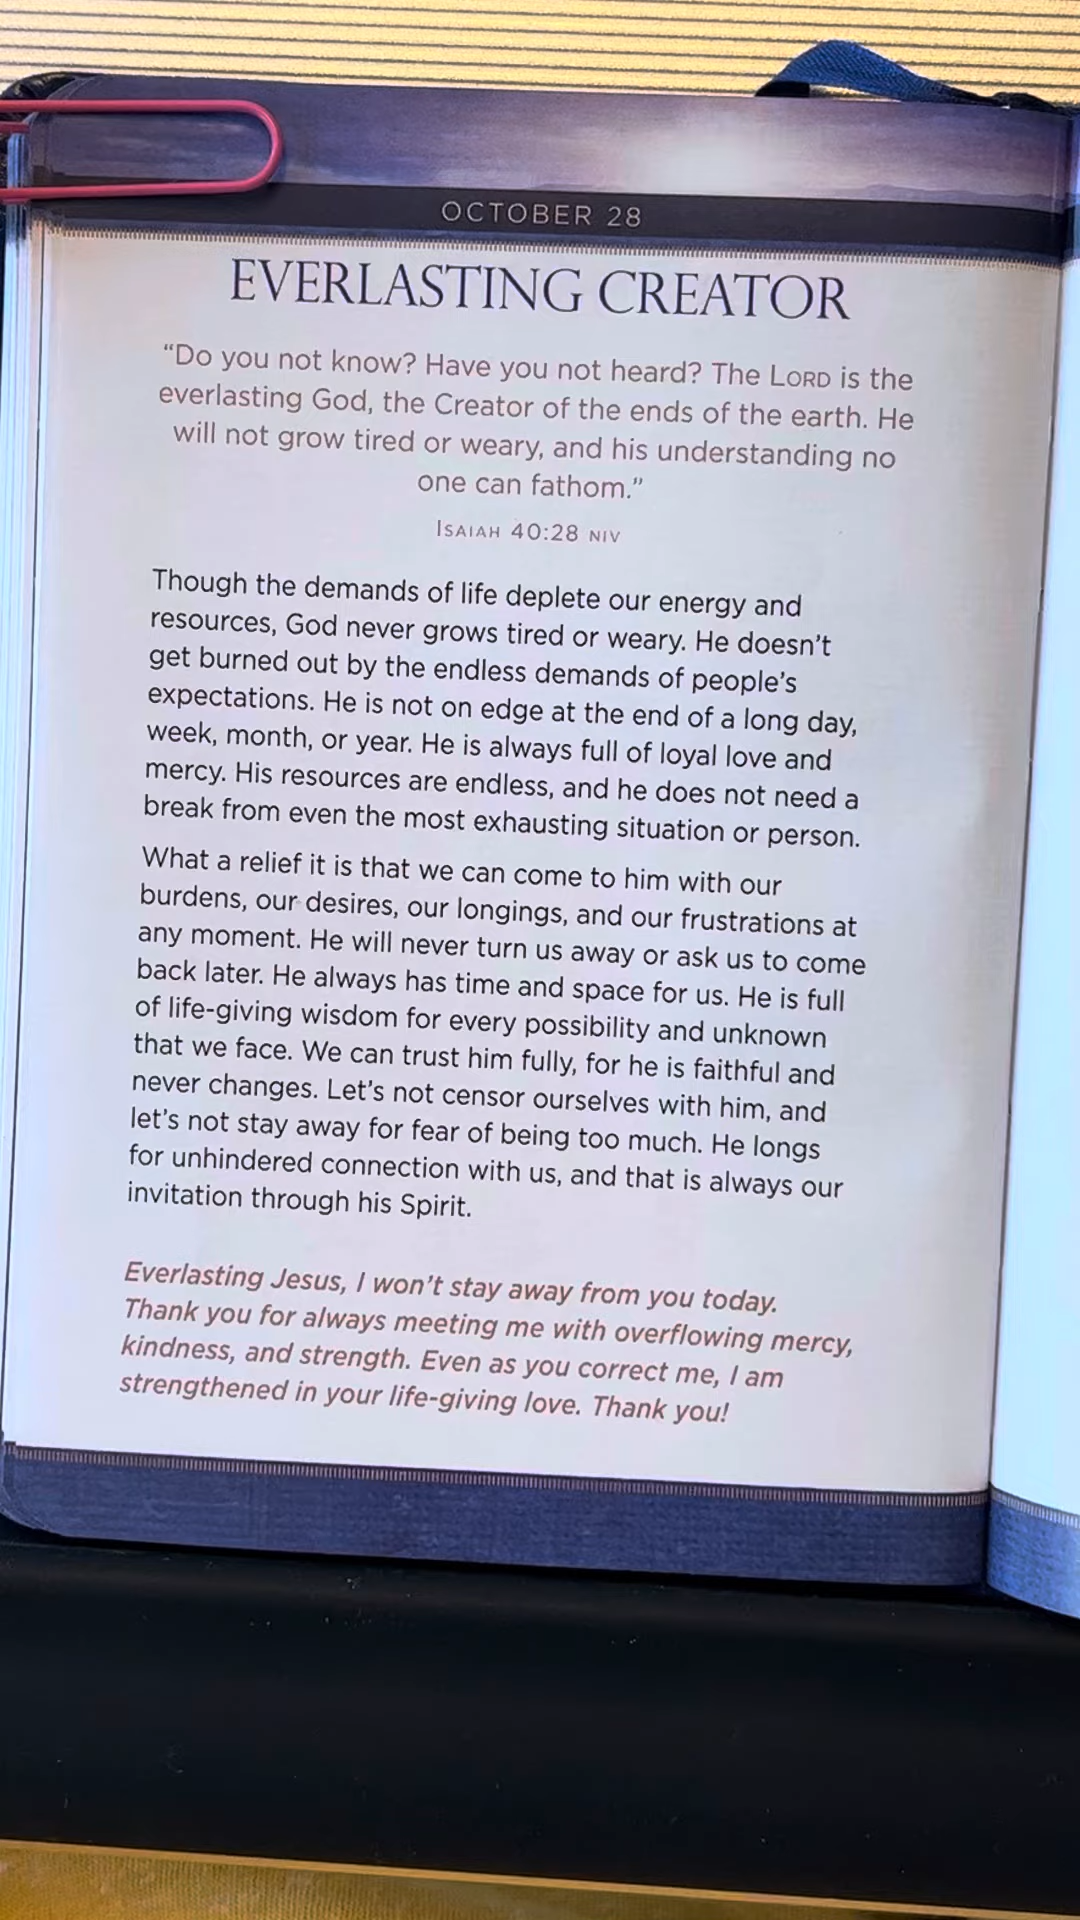 OCTOBER 28
EVERLASTING CREATOR
“Do you not know? Have you not heard? The LORD is the
everlasting God, the Creator of the ends of the earth. He
will not grow tired or weary, and his understanding no
one can fathom.”
ISAIAH 40:28 NIV
Though the demands of life deplete our energy and
resources, God never grows tired or weary. He doesn’t
get burned out by the endless demands of people’s
expectations. He is not on edge at the end of a long day,
week, month, or year. He is always full of loyal love and
mercy. His resources are endless, and he does not need a
break from even the most exhausting situation or person.
What a relief it is that we can come to him with our
burdens, our desires, our longings, and our frustrations at
any moment. He will never turn us away or ask us to come
back later. He always has time and space for us. He is full
of life-giving wisdom for every possibility and unknown
that we face. We can trust him fully, for he is faithful and
never changes. Let’s not censor ourselves with him, and
let’s not stay away for fear of being too much. He longs
for unhindered connection with us, and that is always our
invitation through his Spirit.
Everlasting Jesus, I won’t stay away from you today.
Thank you for always meeting me with overflowing mercy,
kindness, and strength. Even as you correct me, I am
strengthened in your life-giving love. Thank you!